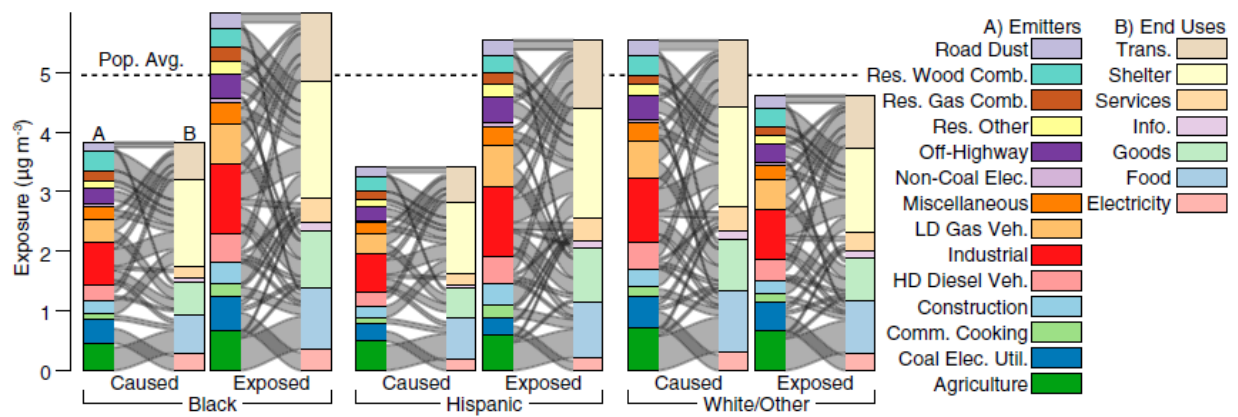 A) Emitters
B) End Uses
Road Dust
Res. Wood Comb.
Res. Gas Comb.
Res. Other
Off-Highway
Non-Coal Elec.
Miscellaneous
LD Gas Veh.
Industrial
HD Diesel Veh.
Construction
Comm. Cooking
Coal Elec. Util.
Agriculture
Trans.
Shelter
Services
Info.
Goods
Food
Electricity
Exposure (µg m⁻³)
5
4
3
2
1
0
Pop. Avg.
A
B
Caused
Exposed
Caused
Exposed
Caused
Exposed
Black
Hispanic
White/Other